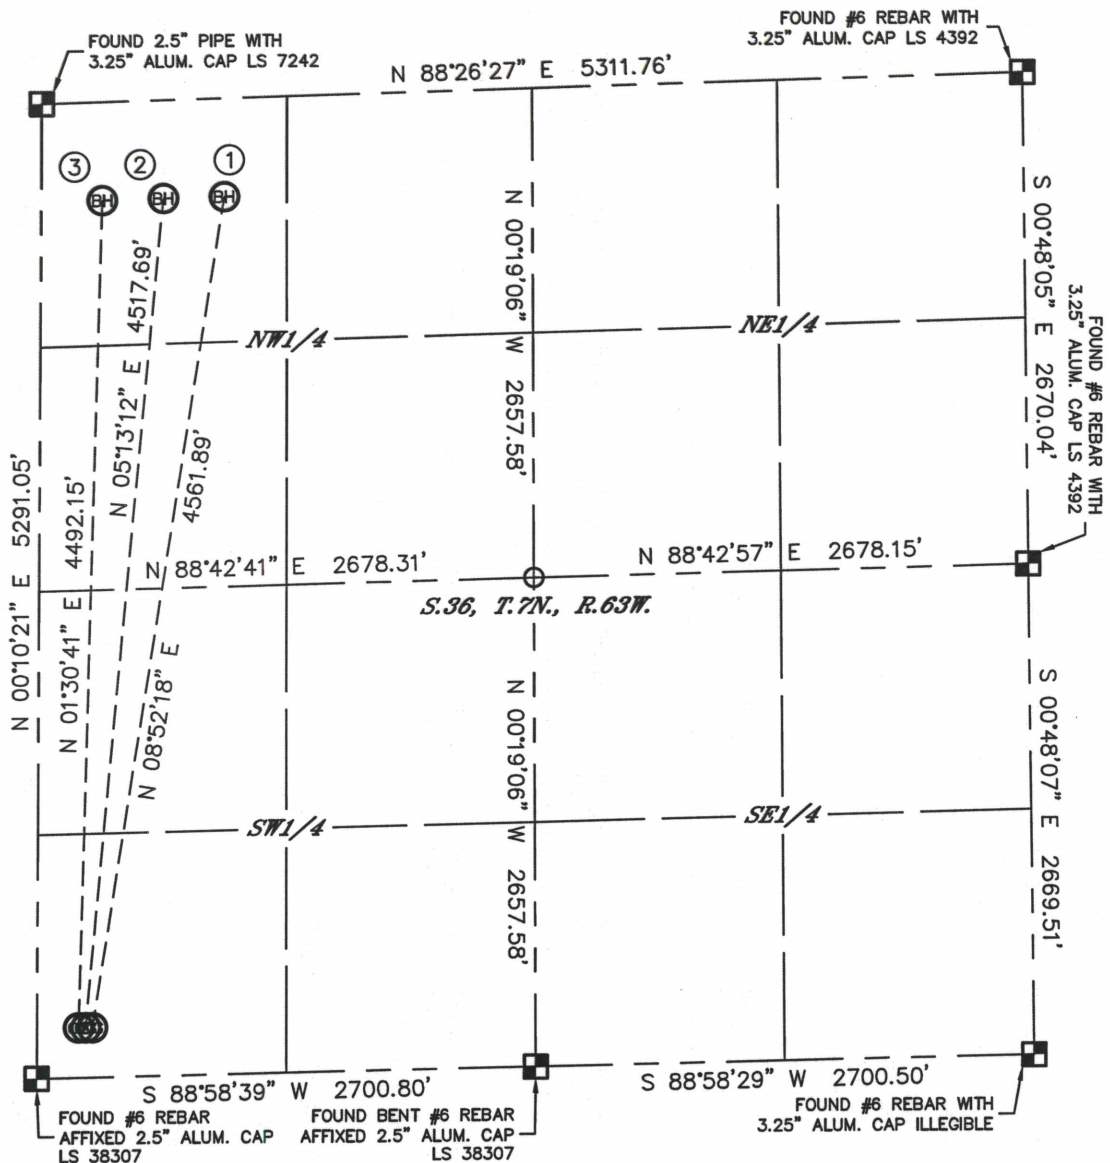 FOUND 2.5" PIPE WITH
3.25" ALUM. CAP LS 7242
FOUND #6 REBAR WITH
3.25" ALUM. CAP LS 4392
N 88°26'27" E 5311.76'
3
2
1
BH
BH
BH
N 00°19'06" W 2657.58'
S 00°48'05" E 2670.04'
FOUND #6 REBAR WITH
3.25" ALUM. CAP LS 4392
NW1/4
NE1/4
N 00°10'21" E 5291.05'
N 01°30'41" E 4492.15'
N 05°13'12" E 4517.69'
N 08°52'18" E 4561.89'
N 88°42'41" E 2678.31'
N 88°42'57" E 2678.15'
S.36, T.7N., R.63W.
N 00°19'06" W 2657.58'
S 00°48'07" E 2669.51'
SW1/4
SE1/4
S 88°58'39" W 2700.80'
S 88°58'29" W 2700.50'
FOUND #6 REBAR
AFFIXED 2.5" ALUM. CAP
LS 38307
FOUND BENT #6 REBAR
AFFIXED 2.5" ALUM. CAP
LS 38307
FOUND #6 REBAR WITH
3.25" ALUM. CAP ILLEGIBLE